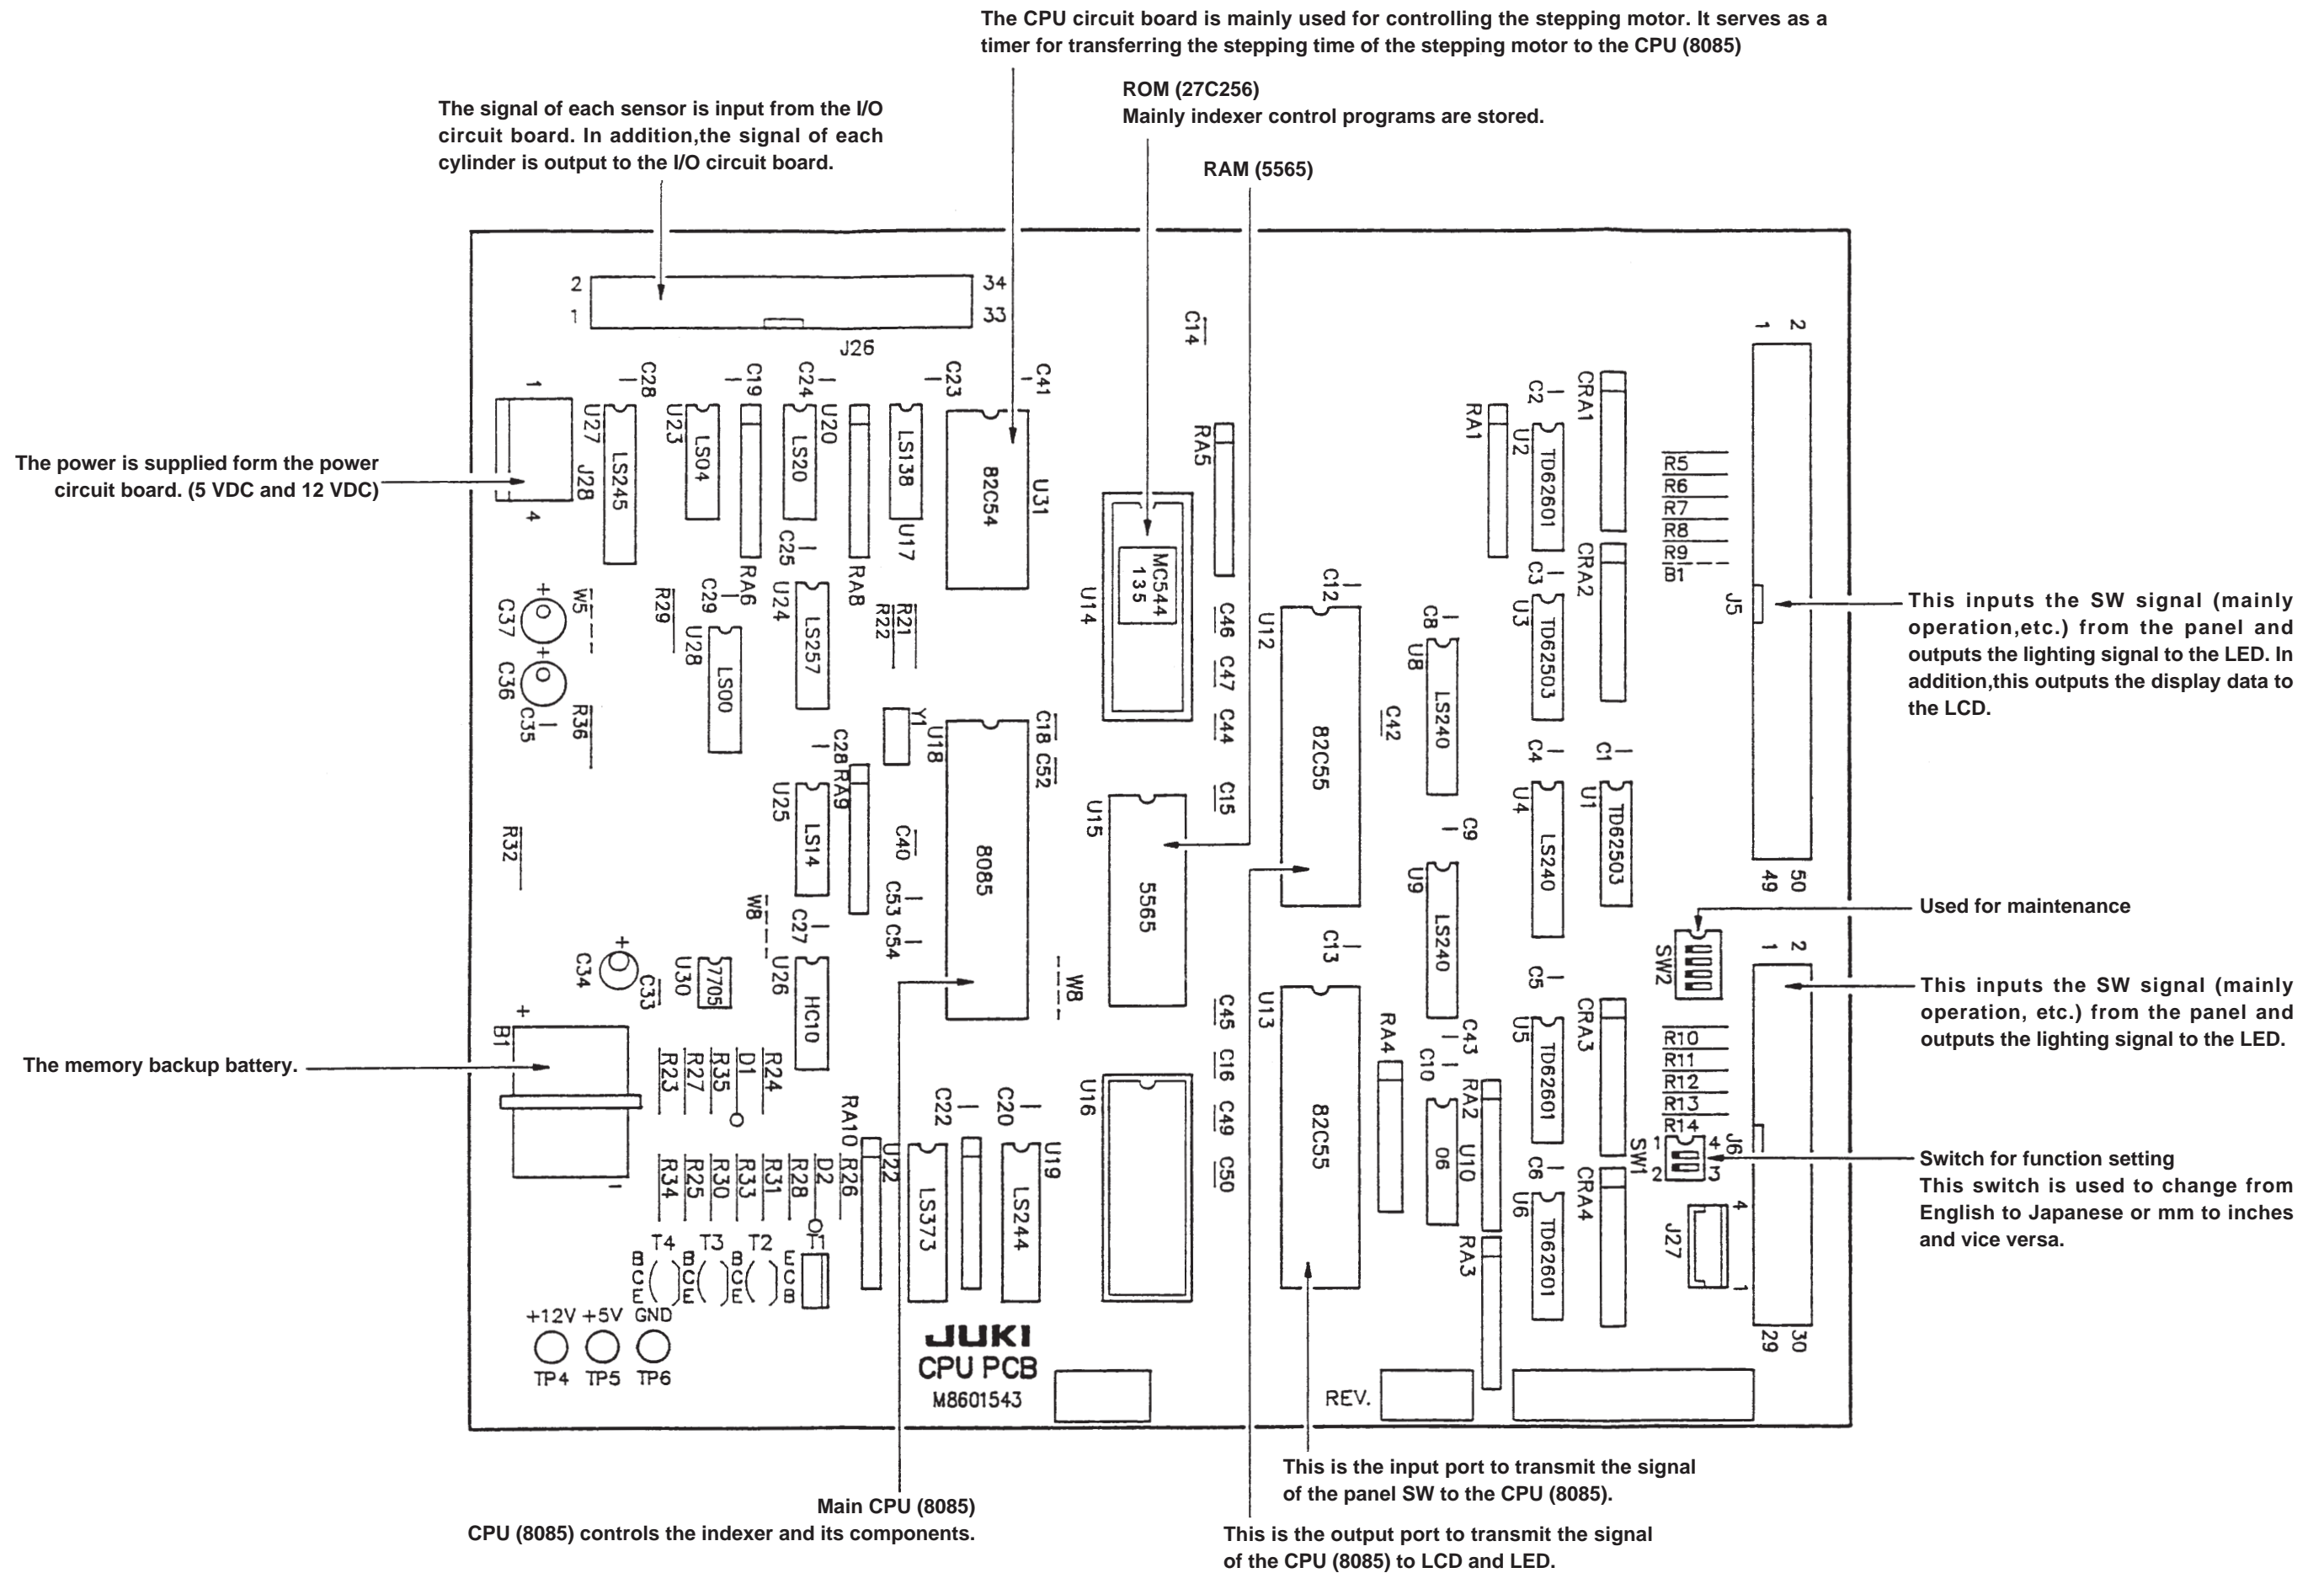 The CPU circuit board is mainly used for controlling the stepping motor. It serves as a
timer for transferring the stepping time of the stepping motor to the CPU (8085)
ROM (27C256)
Mainly indexer control programs are stored.
The signal of each sensor is input from the I/O
circuit board. In addition,the signal of each
cylinder is output to the I/O circuit board.
RAM (5565)
2
34
1
33
J26
C14
1
2
C28
C19
C24
C23
C41
1
U27
LS245
J28
4
U23
LS04
RA6
LS20
U20
RA8
LS138
U17
82C54
U31
RA5
C2
CRA1
RA1
U2
TD62601
R5
R6
R7
R8
R9
B1
The power is supplied form the power
circuit board. (5 VDC and 12 VDC)
C25
MC544
135
U14
C12
C3
CRA2
J5
+
C37
W5
R29
C29
U28
LS00
U24
LS257
R22
R21
C46
U12
C8
U8
LS240
U3
TD62503
This inputs the SW signal (mainly
operation,etc.) from the panel and
outputs the lighting signal to the LED. In
addition,this outputs the display data to
the LCD.
+
C36
C35
R36
Y1
U18
C18
C52
C47
C44
C15
82C55
C42
C4
C1
C28
RA9
U25
LS14
C40
8085
U15
5565
C9
U4
LS240
U1
TD62503
R32
C53
C54
W8
C27
U9
LS240
49
50
Used for maintenance
+
C34
C33
U30
7705
U26
HC10
W8
C13
C5
SW2
1
2
This inputs the SW signal (mainly
operation, etc.) from the panel and
outputs the lighting signal to the LED.
+
B1
The memory backup battery.
R23
R27
R35
D1
R24
C45
C16
C49
C50
U13
82C55
RA4
C43
C10
U5
TD62601
CRA3
R10
R11
R12
R13
R14
RA10
U22
C22
C20
U16
RA2
06
U10
SW1
1
4
2
3
J6
R34
R25
R30
R33
R31
R28
D2
R26
LS373
LS244
U19
C6
U6
TD62601
CRA4
Switch for function setting
This switch is used to change from
English to Japanese or mm to inches
and vice versa.
T4
T3
T2
T1
BCE
BCE
BCE
ECB
RA3
4
J27
1
+12V
+5V
GND
TP4
TP5
TP6
JUKI
CPU PCB
M8601543
REV.
29
30
This is the input port to transmit the signal
of the panel SW to the CPU (8085).
Main CPU (8085)
CPU (8085) controls the indexer and its components.
This is the output port to transmit the signal
of the CPU (8085) to LCD and LED.